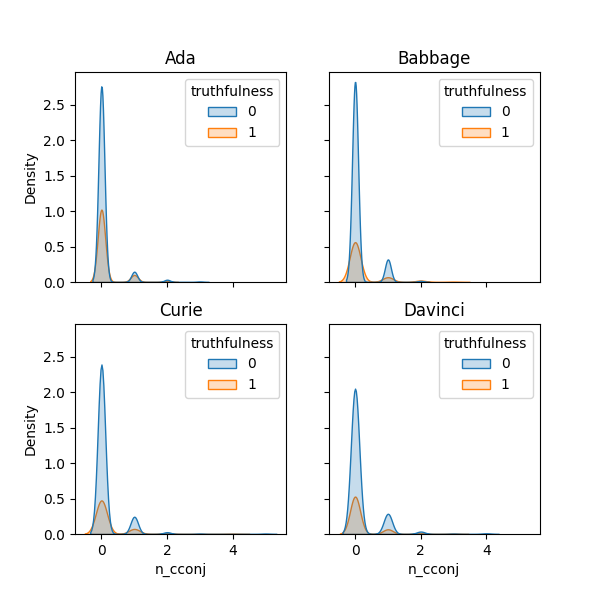 Ada
Babbage
truthfulness
0
1
truthfulness
0
1
Density
2.5
2.0
1.5
1.0
0.5
0.0
Curie
Davinci
truthfulness
0
1
truthfulness
0
1
Density
2.5
2.0
1.5
1.0
0.5
0.0
0 2 4
0 2 4
n_cconj
n_cconj